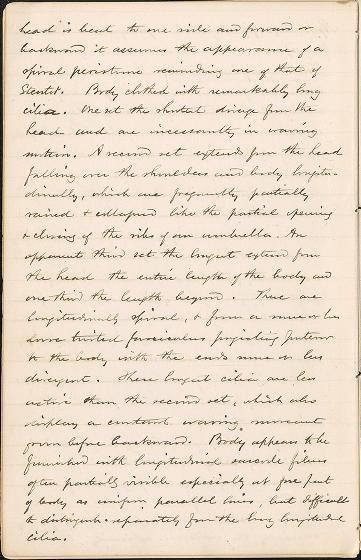 head is bent to one side and forward or
backward it assumes the appearance of a
spiral peristome reminding one of that of
Stentor. Body clothed with remarkably long
cilia. One set the shortest diverge from the
head and are incessantly in waving
motion. A second set extends from the head
falling over the shoulders and body longitu-
dinally, which are frequently partially
raised & collapsed like the partial opening
& closing of the ribs of an umbrella. An
apparent third set the longest extend from
the head the entire length of the body and
one third the length beyond. These are
longitudinally spiral, & form a more or less
twisted fasciculus projecting posterior
to the body with the ends more or less
divergent. These longest cilia are less
active than the second set, which also
display a constant waving movement
from before backward. Body appears to be
furnished with longitudinal sarcode fibres
often partially visible especially at fore part
of body as uniform parallel lines, but difficult
to distinguish separately from the long longitudinal
cilia.